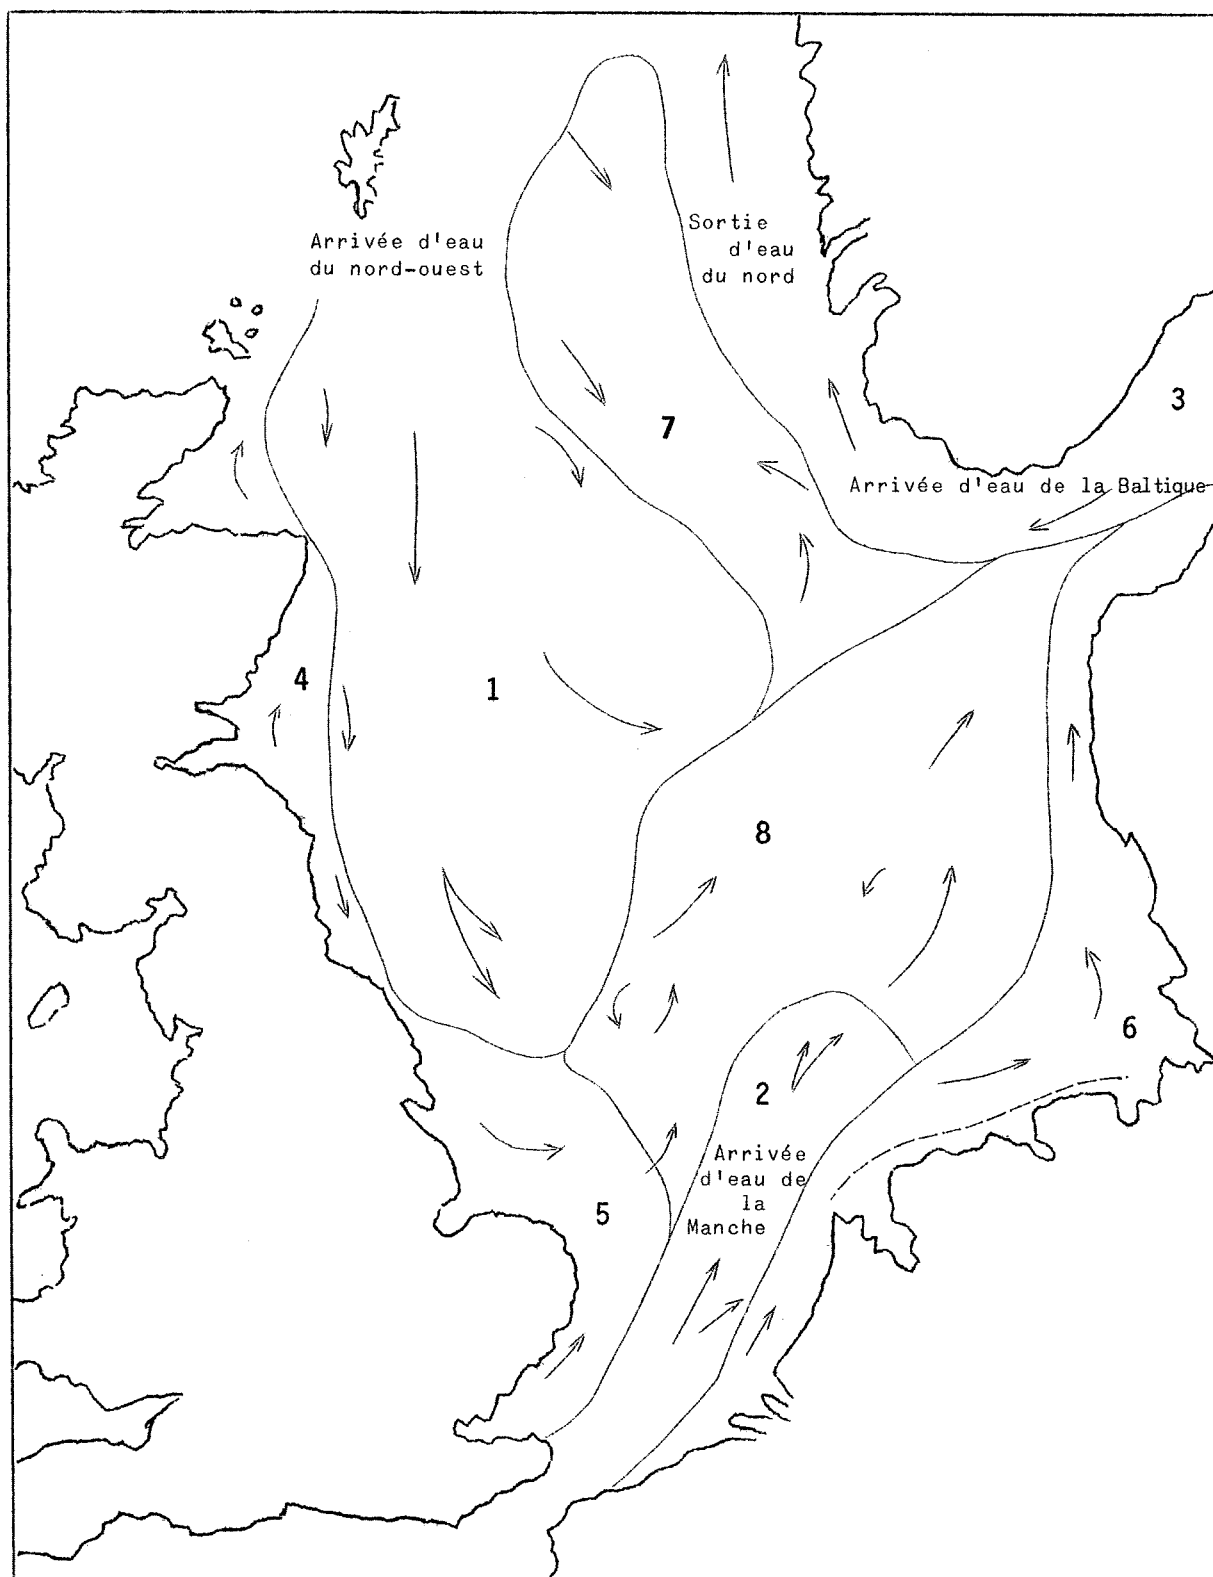 Arrivée d'eau
du nord-ouest
Sortie
d'eau
du nord
3
7
Arrivée d'eau de la Baltique
4
1
8
6
2
Arrivée
d'eau de
la
Manche
5